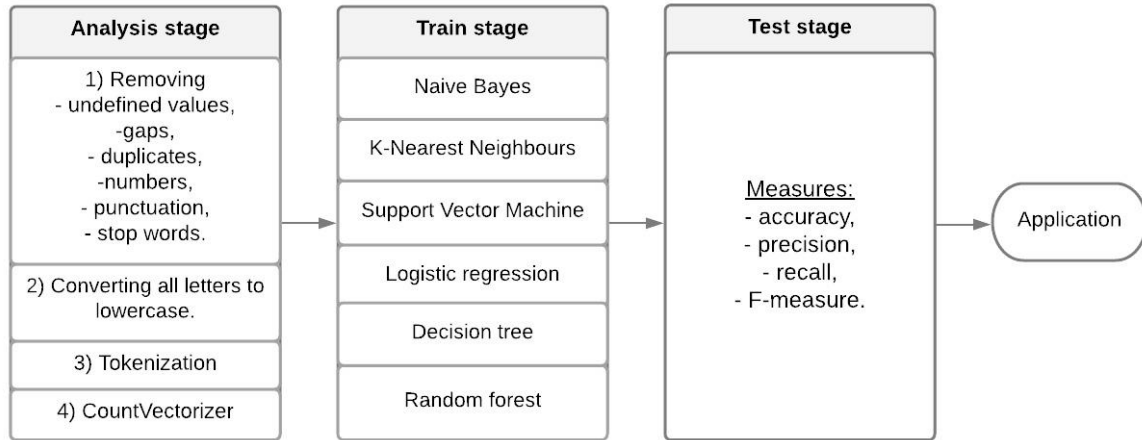 Analysis stage
1) Removing
- undefined values,
-gaps,
- duplicates,
-numbers,
- punctuation,
- stop words.
2) Converting all letters to
lowercase.
3) Tokenization
4) CountVectorizer
Train stage
Naive Bayes
K-Nearest Neighbours
Support Vector Machine
Logistic regression
Decision tree
Random forest
Test stage
Measures:
- accuracy,
- precision,
- recall,
- F-measure.
Application